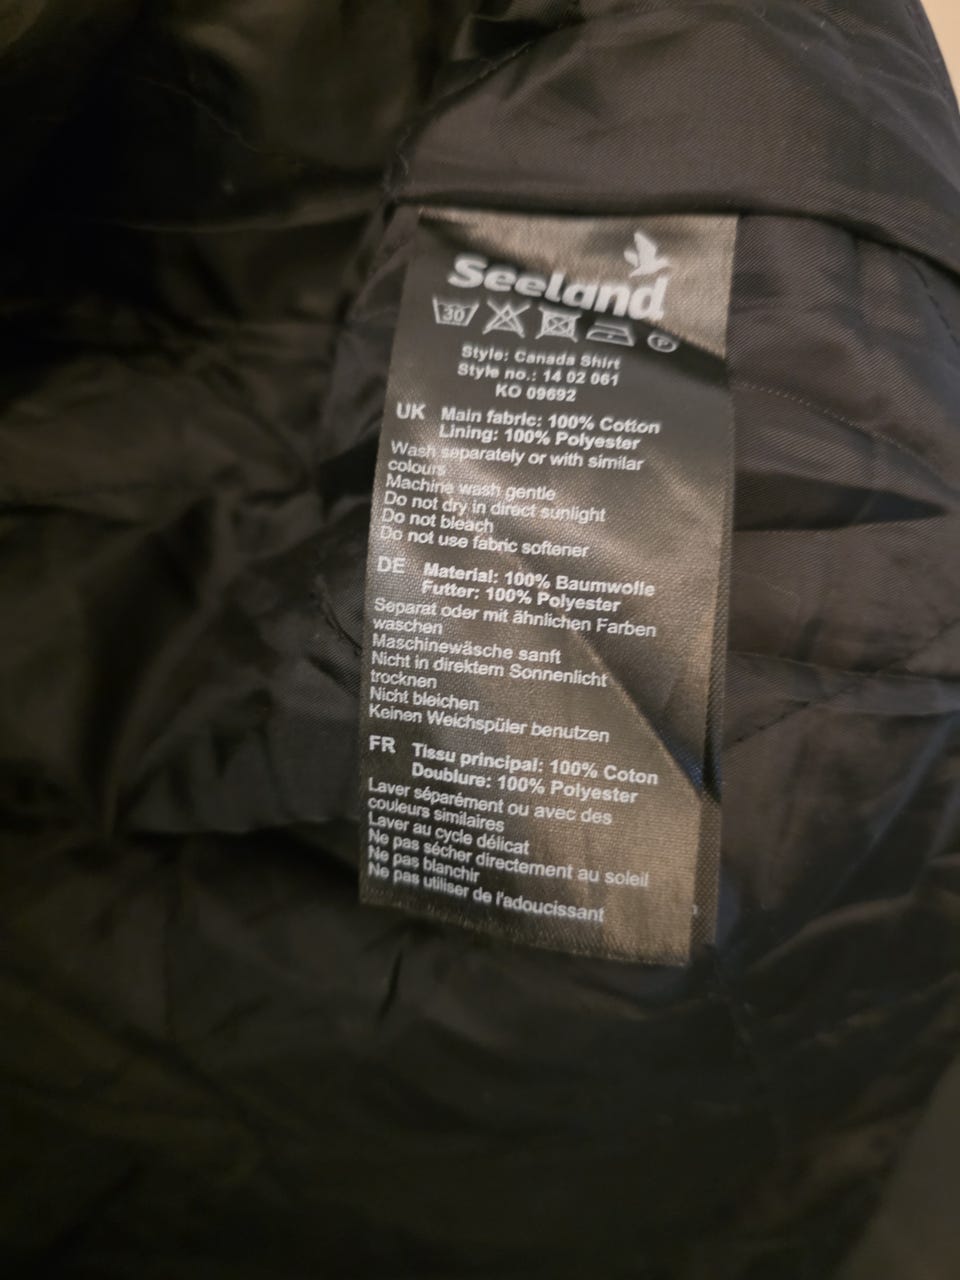 Seeland
30 P
Style: Canada Shirt
Style no.: 14 02 061
KO 09692
UK Main fabric: 100% Cotton
Lining: 100% Polyester
Wash separately or with similar
colours
Machine wash gentle
Do not dry in direct sunlight
Do not bleach
Do not use fabric softener
DE Material: 100% Baumwolle
Futter: 100% Polyester
Separat oder mit ähnlichen Farben
waschen
Maschinewäsche sanft
Nicht in direktem Sonnenlicht
trocknen
Nicht bleichen
Keinen Weichspüler benutzen
FR Tissu principal: 100% Coton
Doublure: 100% Polyester
Laver séparément ou avec des
couleurs similaires
Laver au cycle délicat
Ne pas sécher directement au soleil
Ne pas blanchir
Ne pas utiliser de l'adoucissant